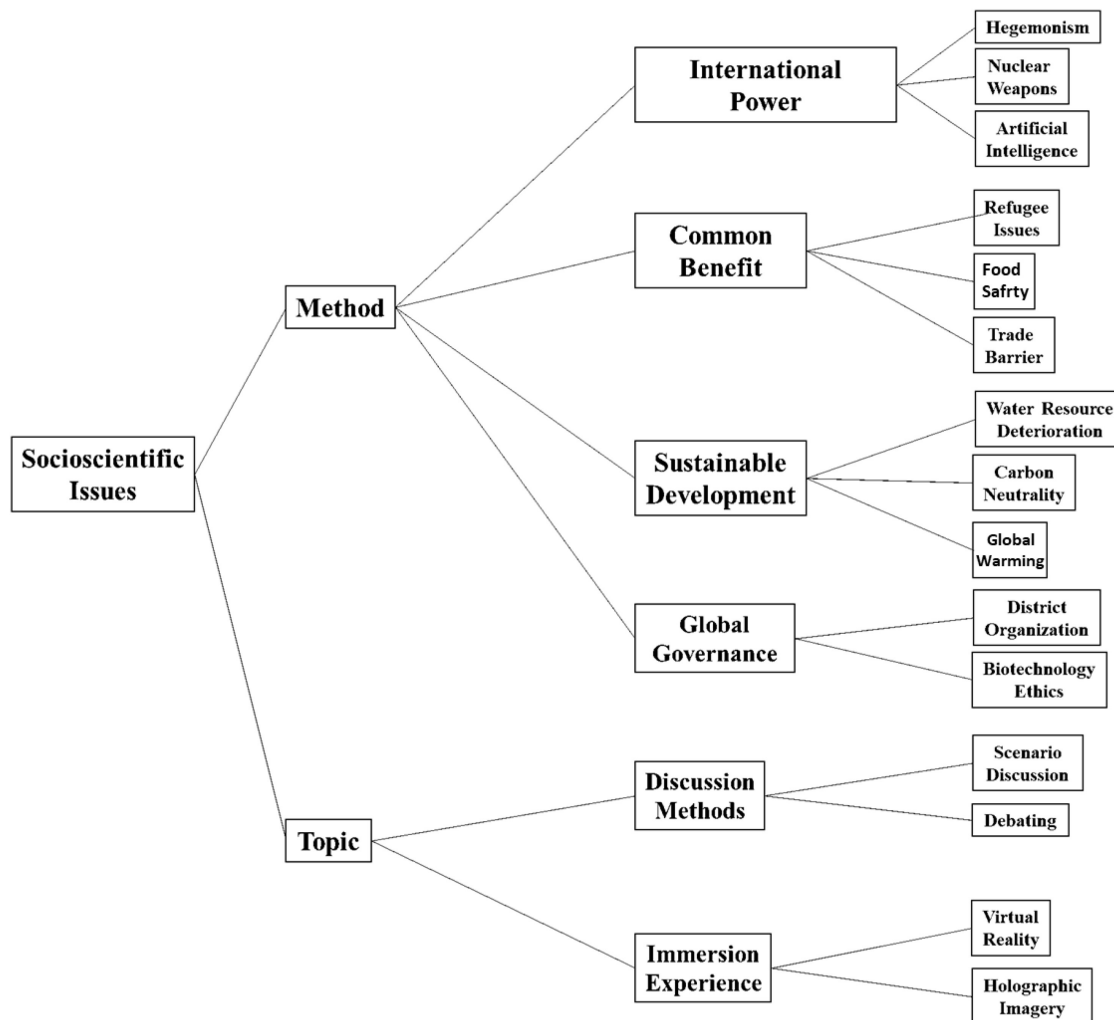 Hegemonism
International
Power
Nuclear
Weapons
Artificial
Intelligence
Refugee
Issues
Common
Benefit
Food
Safrty
Trade
Barrier
Method
Water Resource
Deterioration
Socioscientific
Issues
Sustainable
Development
Carbon
Neutrality
Global
Warming
District
Organization
Global
Governance
Biotechnology
Ethics
Scenario
Discussion
Discussion
Methods
Debating
Topic
Virtual
Reality
Immersion
Experience
Holographic
Imagery